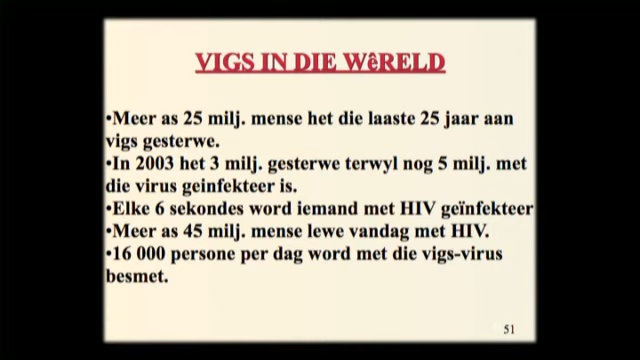 VIGS IN DIE WêRELD
•Meer as 25 milj. mense het die laaste 25 jaar aan
vigs gesterwe.
•In 2003 het 3 milj. gesterwe terwyl nog 5 milj. met
die virus geinfekteer is.
•Elke 6 sekondes word iemand met HIV geïnfekteer
•Meer as 45 milj. mense lewe vandag met HIV.
•16 000 persone per dag word met die vigs-virus
besmet.
51